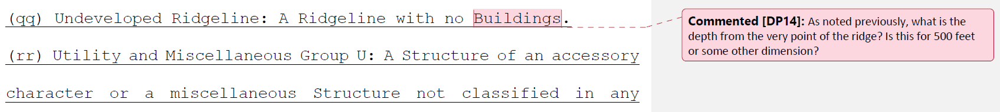 (qq) Undeveloped Ridgeline: A Ridgeline with no Buildings.
Commented [DP14]: As noted previously, what is the
depth from the very point of the ridge? Is this for 500 feet
or some other dimension?
(rr) Utility and Miscellaneous Group U: A Structure of an accessory
character or a miscellaneous Structure not classified in any